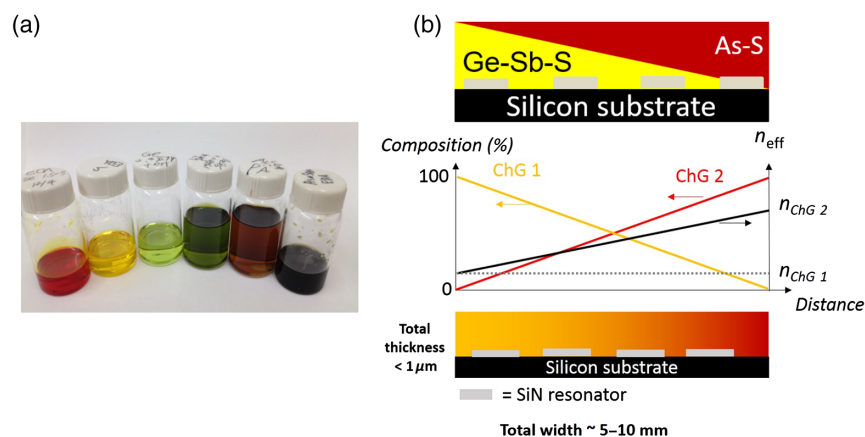 (a)
(b)
As-S
Ge-Sb-S
Silicon substrate
Composition (%)
n_eff
100
ChG 1
ChG 2
n_ChG 2
n_ChG 1
0
Distance
Total
thickness
< 1 μm
Silicon substrate
= SiN resonator
Total width ~ 5–10 mm